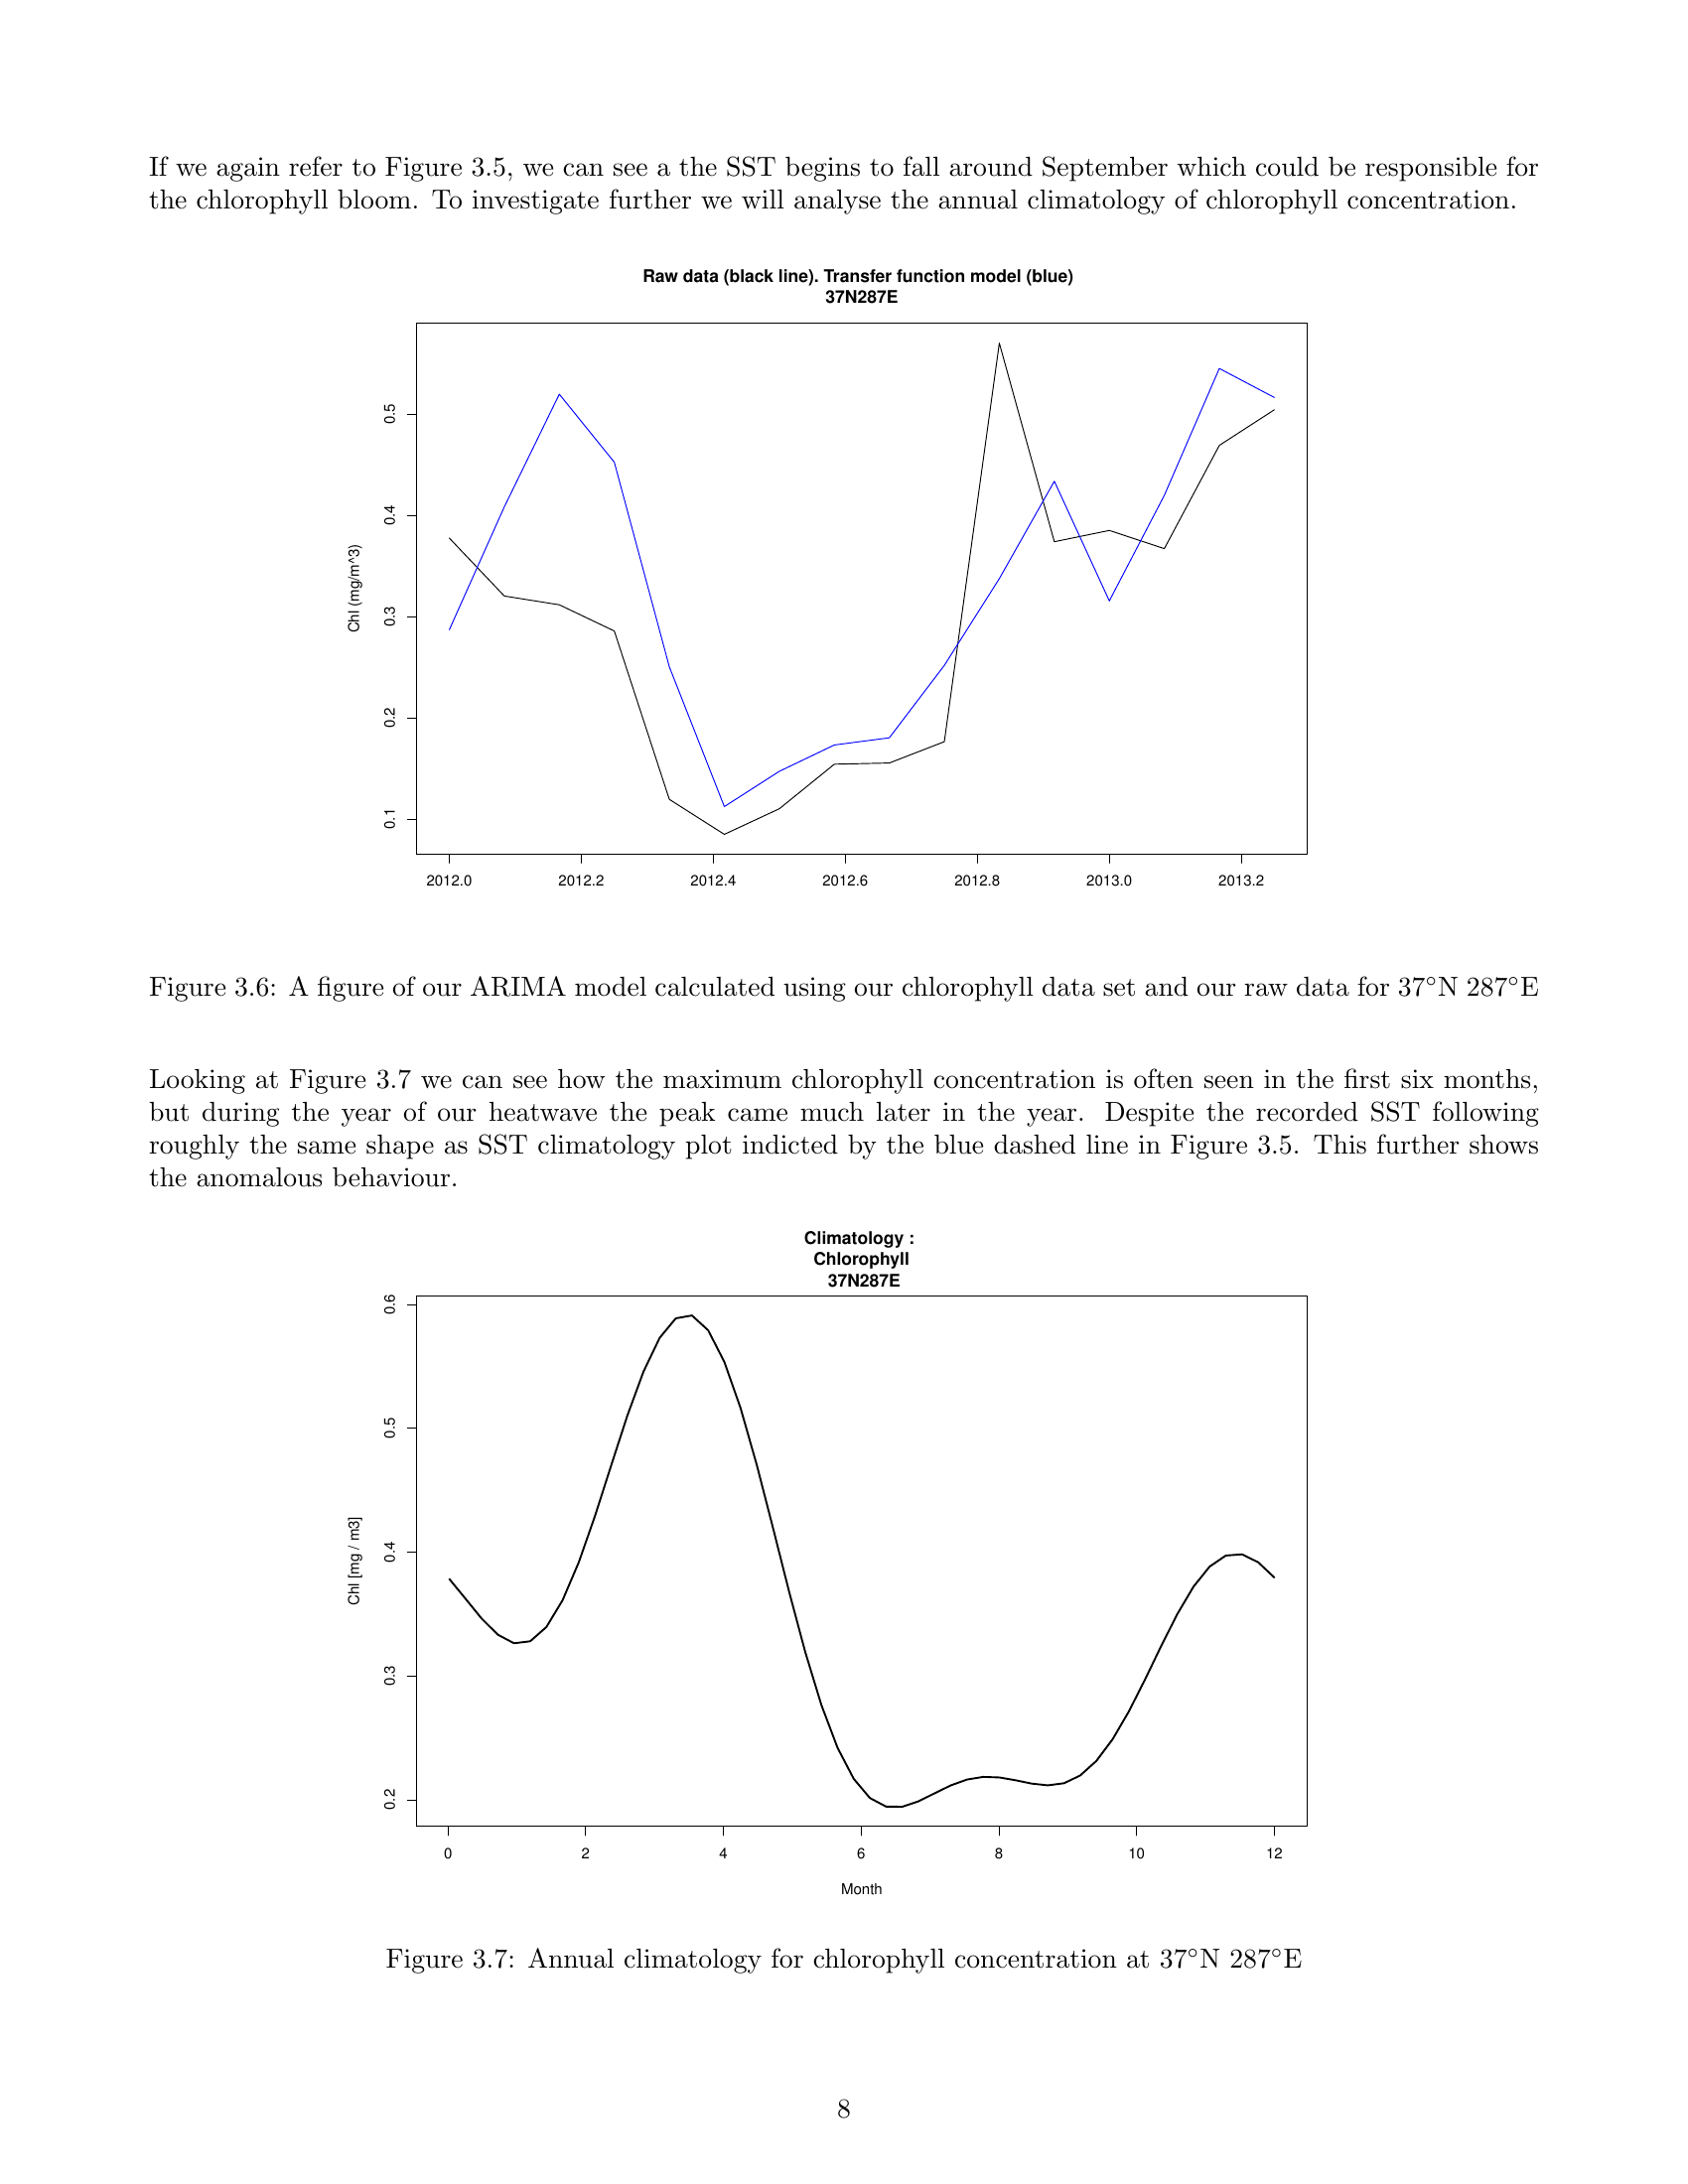 If we again refer to Figure 3.5, we can see a the SST begins to fall around September which could be responsible for
the chlorophyll bloom. To investigate further we will analyse the annual climatology of chlorophyll concentration.
Raw data (black line). Transfer function model (blue)
37N287E
Chl (mg/m^3)
0.5
0.4
0.3
0.2
0.1
2012.0 2012.2 2012.4 2012.6 2012.8 2013.0 2013.2
Figure 3.6: A figure of our ARIMA model calculated using our chlorophyll data set and our raw data for 37°N 287°E
Looking at Figure 3.7 we can see how the maximum chlorophyll concentration is often seen in the first six months,
but during the year of our heatwave the peak came much later in the year. Despite the recorded SST following
roughly the same shape as SST climatology plot indicted by the blue dashed line in Figure 3.5. This further shows
the anomalous behaviour.
Climatology :
Chlorophyll
37N287E
Chl [mg / m3]
0.6
0.5
0.4
0.3
0.2
0 2 4 6 8 10 12
Month
Figure 3.7: Annual climatology for chlorophyll concentration at 37°N 287°E
8